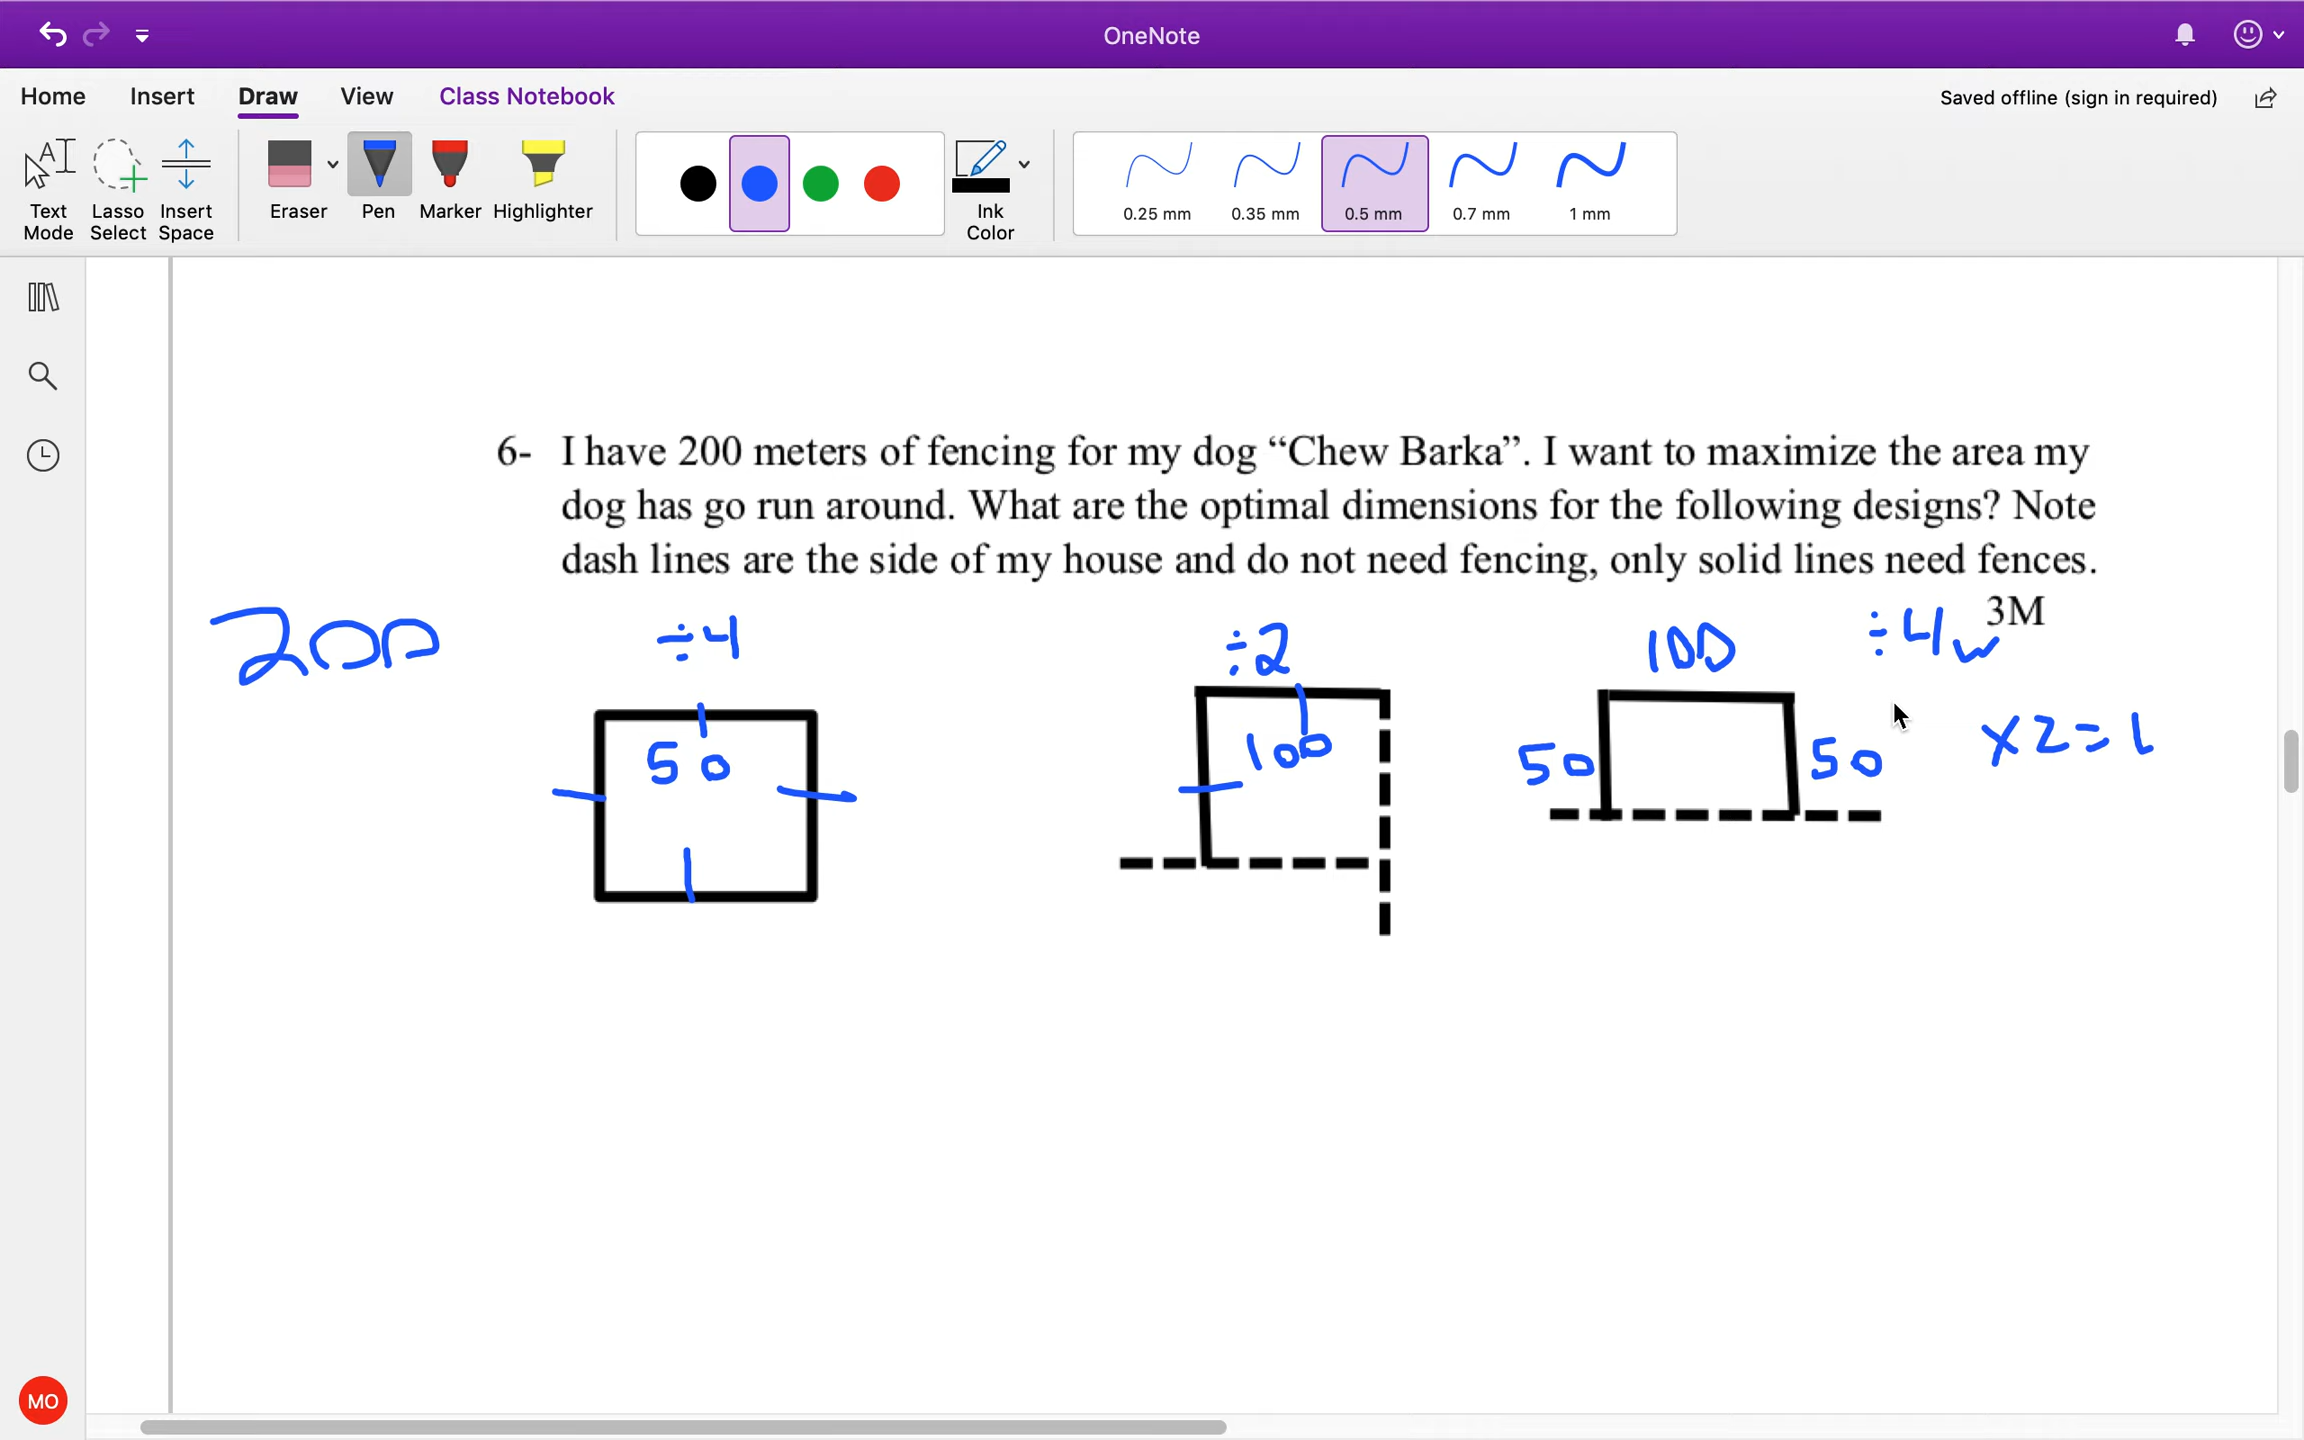 OneNote
Home Insert Draw View Class Notebook
Saved offline (sign in required)
Text Mode
Lasso Select
Insert Space
Eraser
Pen
Marker
Highlighter
Ink Color
0.25 mm
0.35 mm
0.5 mm
0.7 mm
1 mm
6- I have 200 meters of fencing for my dog “Chew Barka”. I want to maximize the area my
dog has go run around. What are the optimal dimensions for the following designs? Note
dash lines are the side of my house and do not need fencing, only solid lines need fences.
3M
200
÷4
÷2
100
÷4 w
50
100
50
50
x2=L
MO